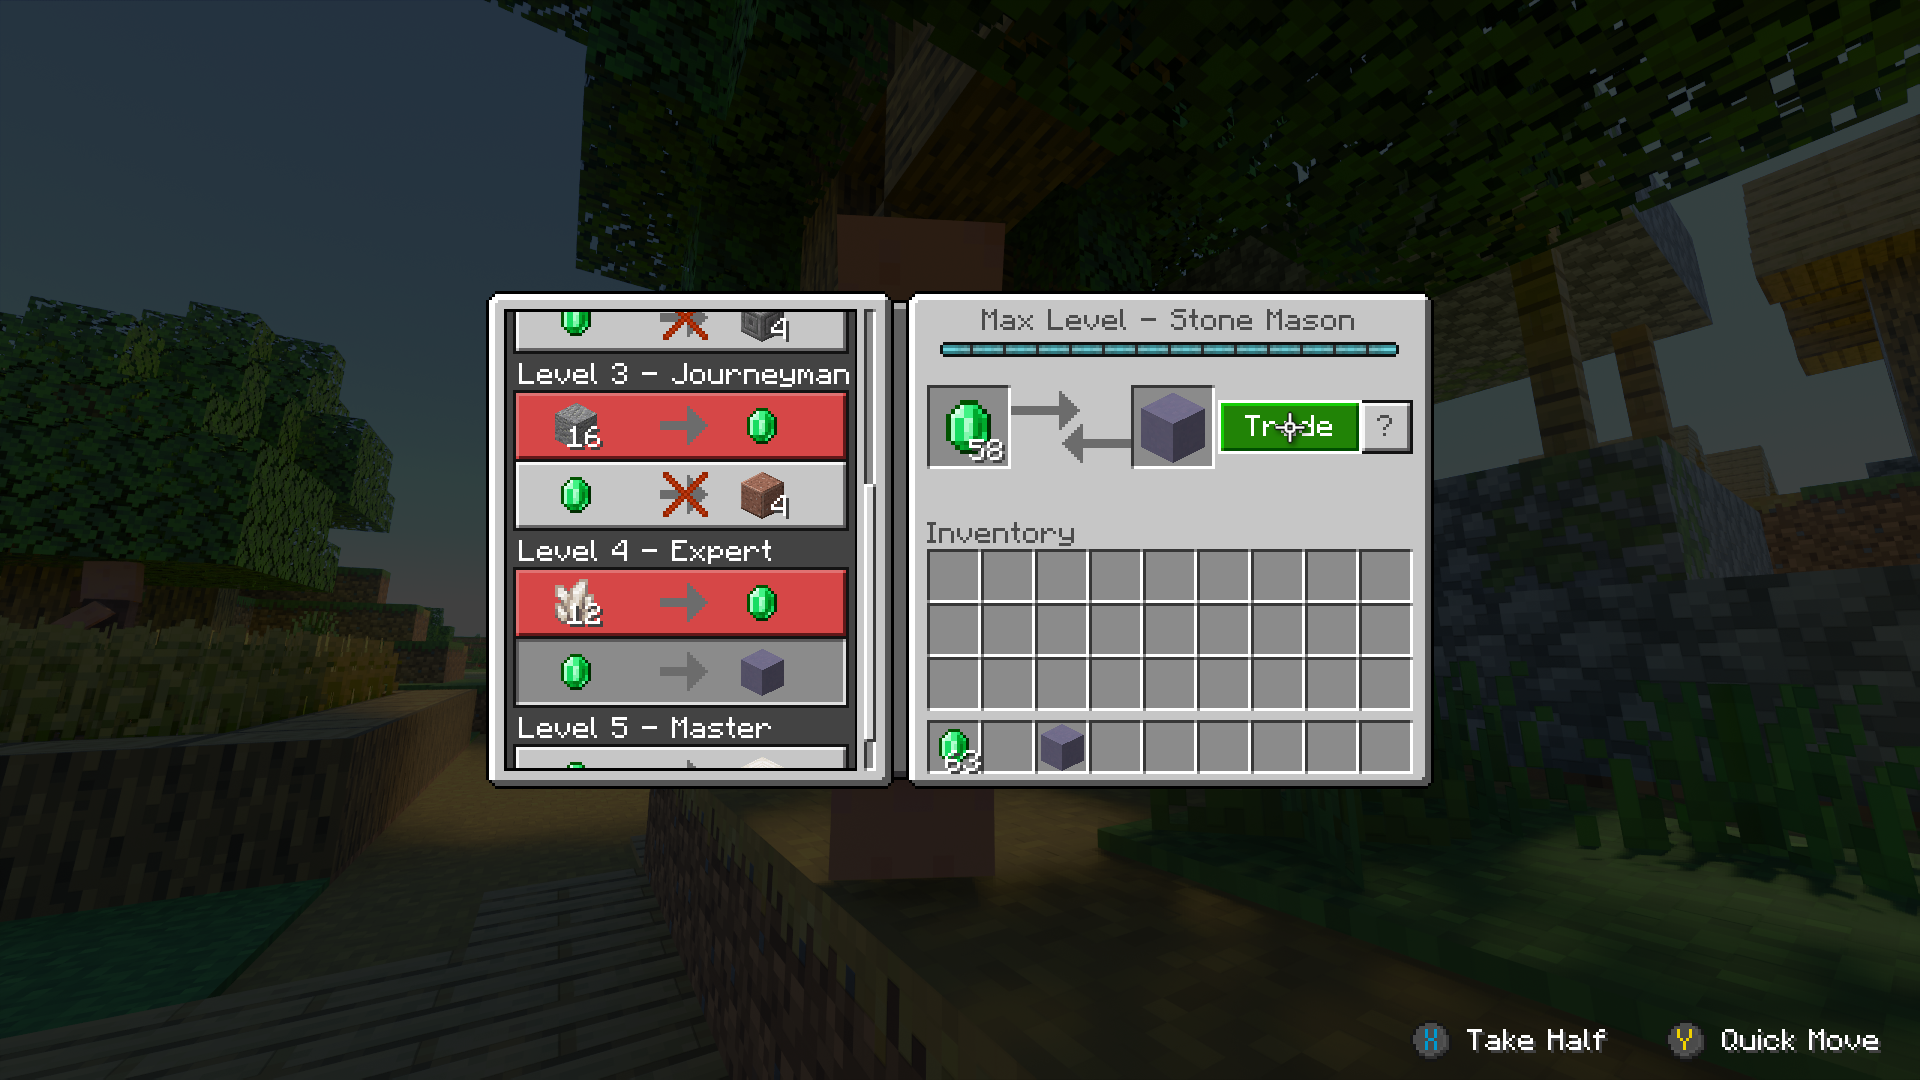 4
Level 3 - Journeyman
16
4
Level 4 - Expert
12
Level 5 - Master
Max Level - Stone Mason
58
Trade
?
Inventory
63
X Take Half
Y Quick Move